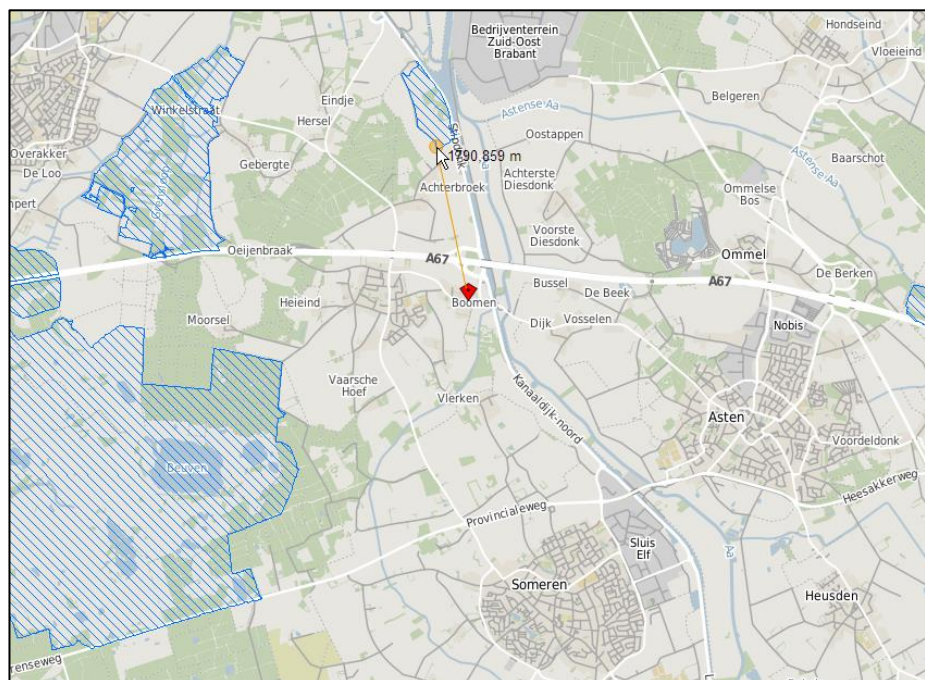 Bedrijventerrein
Zuid-Oost
Brabant
Hondseind
Vloeieind
Belgeren
Astense-Aa
Eindje
Winkelstraat
Hersel
Oostappen
Overakker
De Loo
Gebergte
1790.859 m
Baarschot
Astense-Aa
Achterste
Diesdonk
Achterbroek
Ommelse
Bos
Voorste
Diesdonk
Oeijenbraak
A67
Ommel
De Berken
Bussel
De Beek
A67
Heieind
Boomen
Moorsel
Dijk
Vosselen
Nobis
Vaarsche
Hoef
Vlerken
Kanaaldijk-noord
Asten
Voordeldonk
Beuven
Heesakkerweg
Provincialeweg
Sluis
Elf
Aa
Someren
Heusden
renseweg